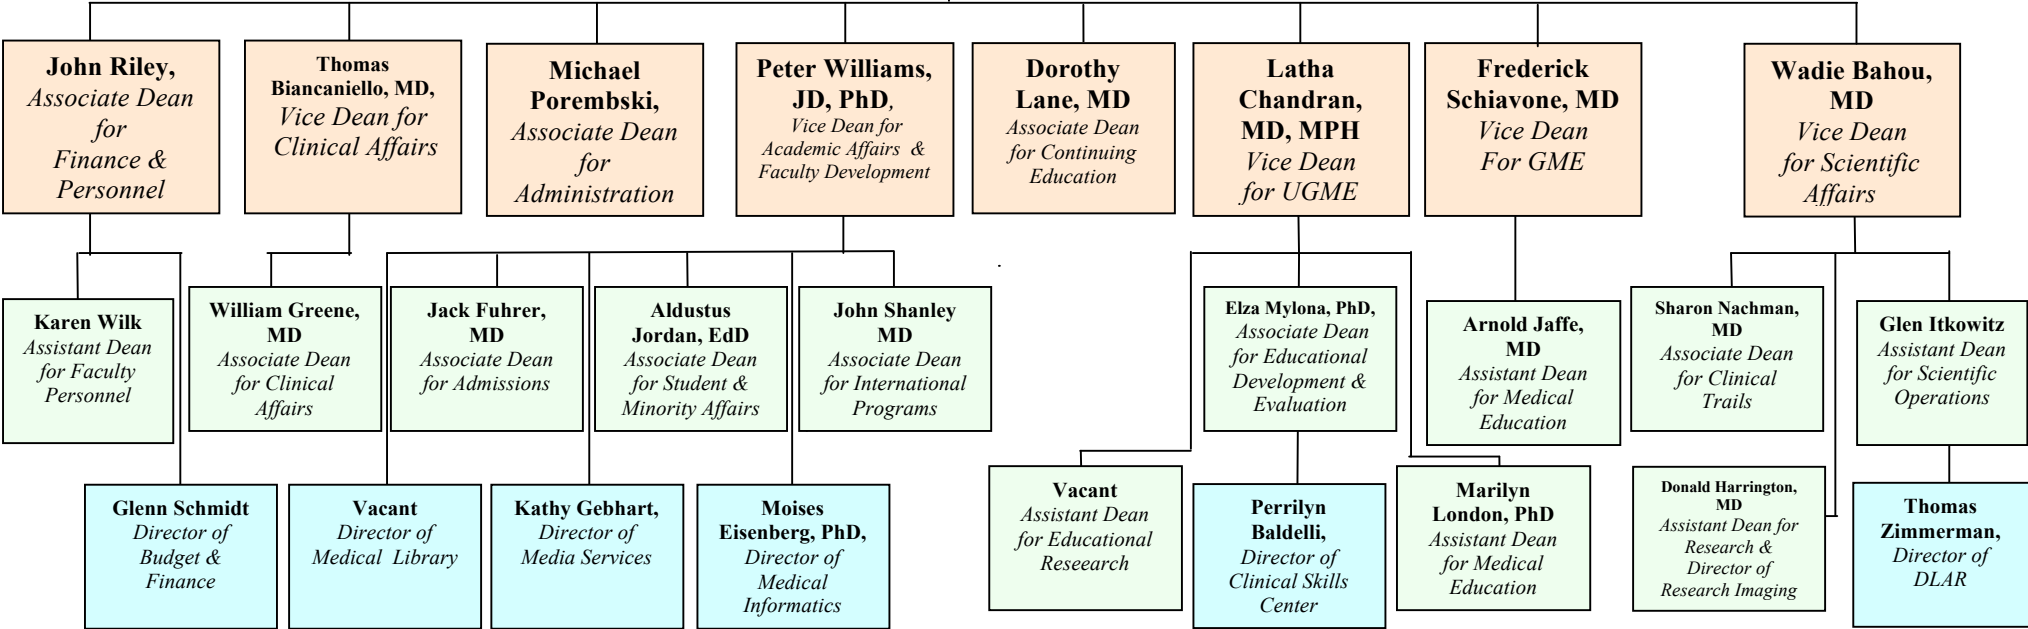 John Riley,
Associate Dean
for
Finance &
Personnel
Thomas
Biancaniello, MD,
Vice Dean for
Clinical Affairs
Michael
Porembski,
Associate Dean
for
Administration
Peter Williams,
JD, PhD,
Vice Dean for
Academic Affairs &
Faculty Development
Dorothy
Lane, MD
Associate Dean
for Continuing
Education
Latha
Chandran,
MD, MPH
Vice Dean
for UGME
Frederick
Schiavone, MD
Vice Dean
For GME
Wadie Bahou,
MD
Vice Dean
for Scientific
Affairs
Karen Wilk
Assistant Dean
for Faculty
Personnel
William Greene,
MD
Associate Dean
for Clinical
Affairs
Jack Fuhrer,
MD
Associate Dean
for Admissions
Aldustus
Jordan, EdD
Associate Dean
for Student &
Minority Affairs
John Shanley
MD
Associate Dean
for International
Programs
Elza Mylona, PhD,
Associate Dean
for Educational
Development &
Evaluation
Arnold Jaffe,
MD
Assistant Dean
for Medical
Education
Sharon Nachman,
MD
Associate Dean
for Clinical
Trails
Glen Itkowitz
Assistant Dean
for Scientific
Operations
Glenn Schmidt
Director of
Budget &
Finance
Vacant
Director of
Medical Library
Kathy Gebhart,
Director of
Media Services
Moises
Eisenberg, PhD,
Director of
Medical
Informatics
Vacant
Assistant Dean
for Educational
Reseearch
Perrilyn
Baldelli,
Director of
Clinical Skills
Center
Marilyn
London, PhD
Assistant Dean
for Medical
Education
Donald Harrington,
MD
Assistant Dean for
Research &
Director of
Research Imaging
Thomas
Zimmerman,
Director of
DLAR